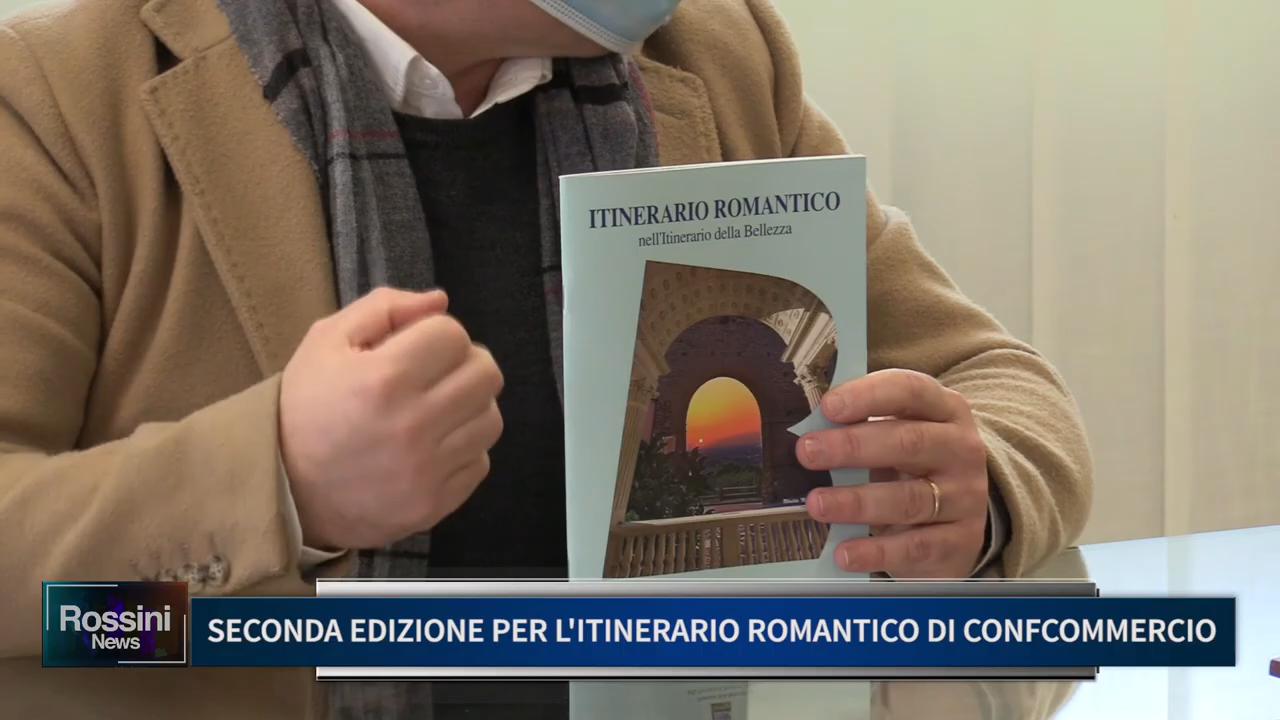 ITINERARIO ROMANTICO
nell'Itinerario della Bellezza
Rossini
News
SECONDA EDIZIONE PER L'ITINERARIO ROMANTICO DI CONFCOMMERCIO